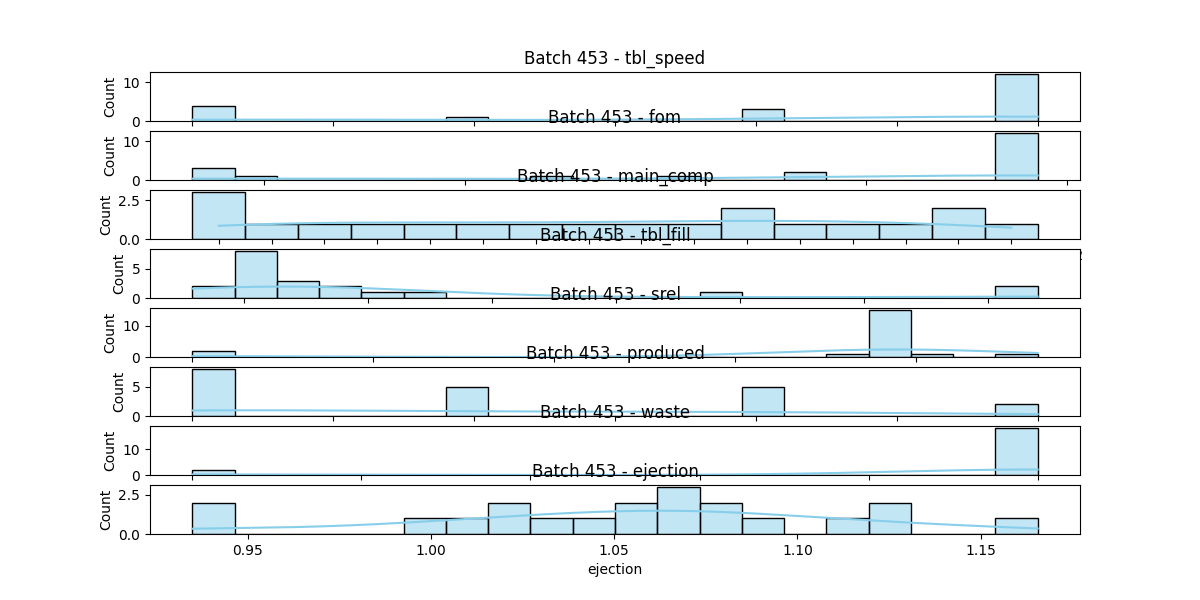 Batch 453 - tbl_speed
10
Count
0
Batch 453 - fom
10
Count
0
Batch 453 - main_comp
2.5
Count
0.0
Batch 453 - tbl_fill
5
Count
0
Batch 453 - srel
10
Count
0
Batch 453 - produced
5
Count
0
Batch 453 - waste
10
Count
0
Batch 453 - ejection
2.5
Count
0.0
0.95 1.00 1.05 1.10 1.15
ejection